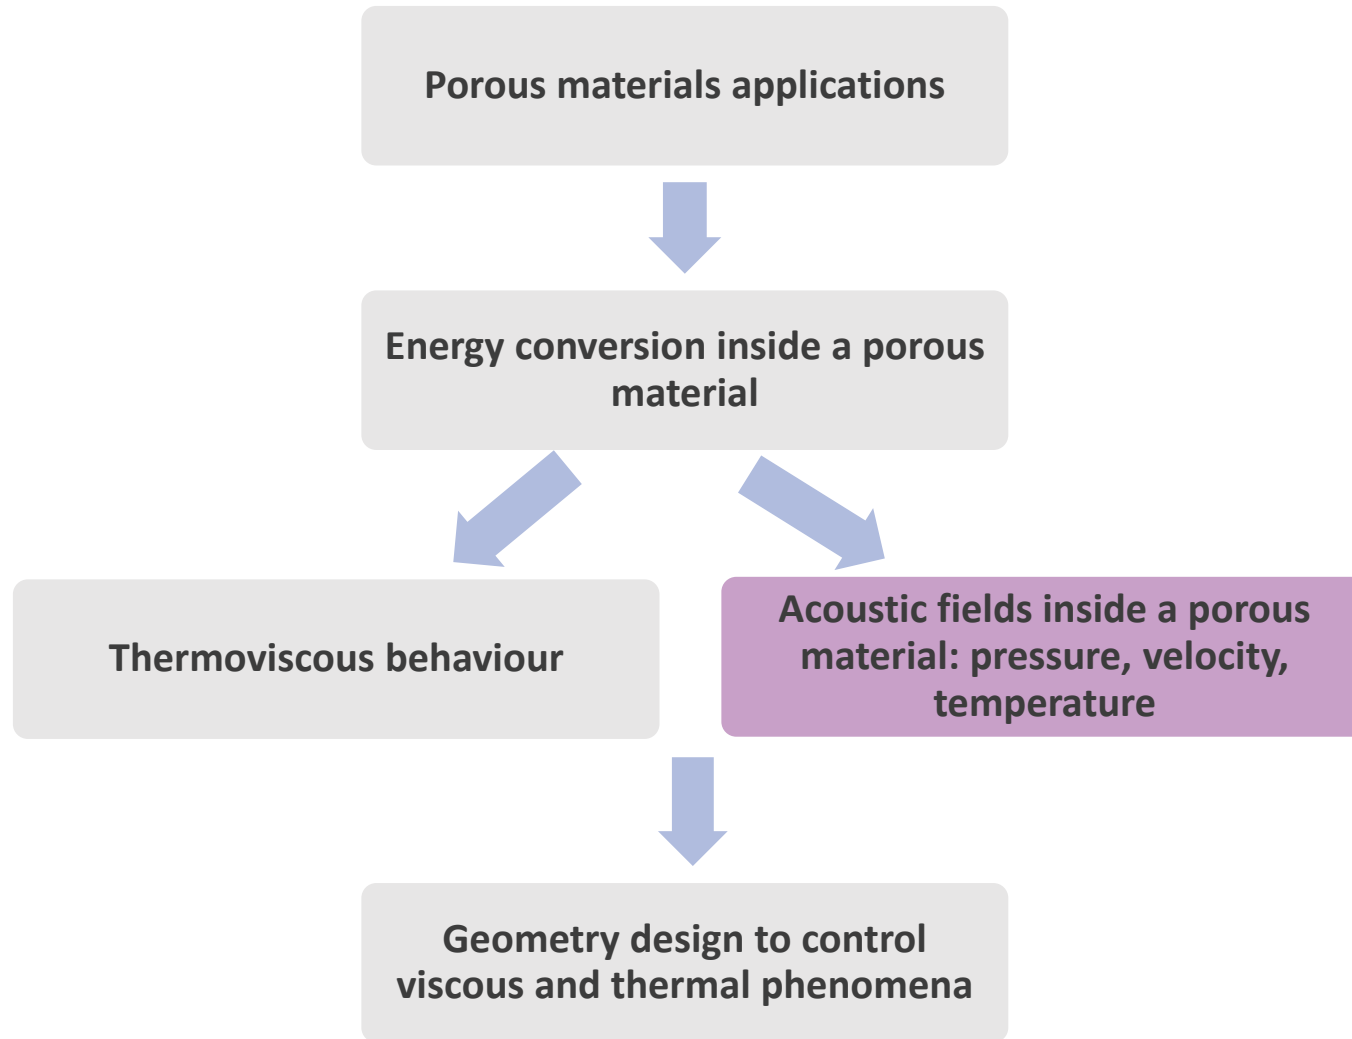 Porous materials applications
Energy conversion inside a porous
material
Thermoviscous behaviour
Acoustic fields inside a porous
material: pressure, velocity,
temperature
Geometry design to control
viscous and thermal phenomena